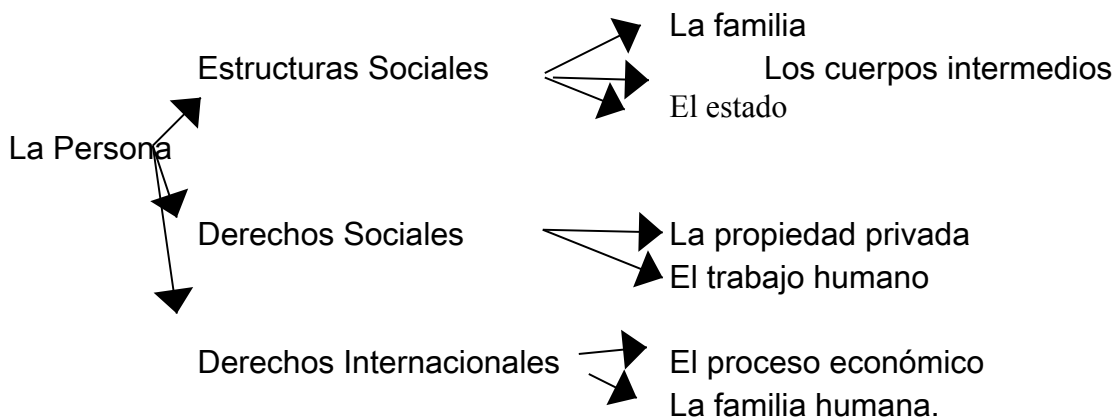 La familia
Estructuras Sociales
Los cuerpos intermedios
El estado
La Persona
Derechos Sociales
La propiedad privada
El trabajo humano
Derechos Internacionales
El proceso económico
La familia humana.